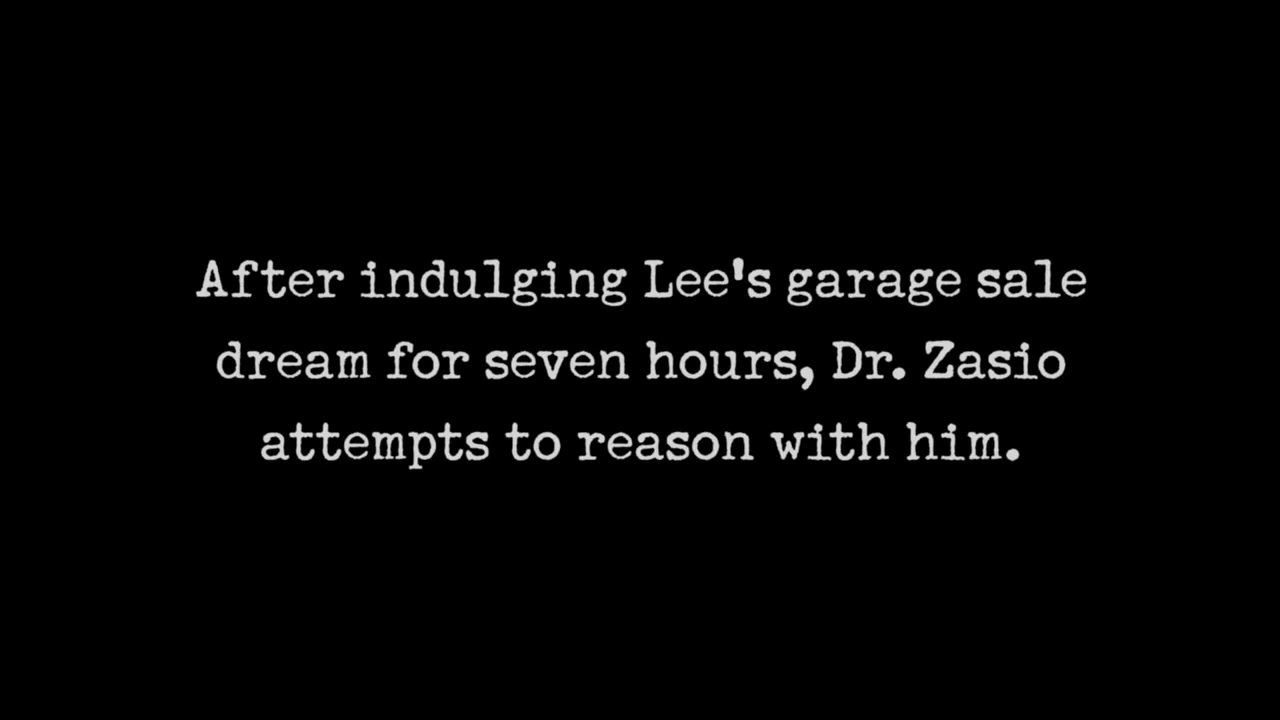 After indulging Lee's garage sale
dream for seven hours, Dr. Zasio
attempts to reason with him.